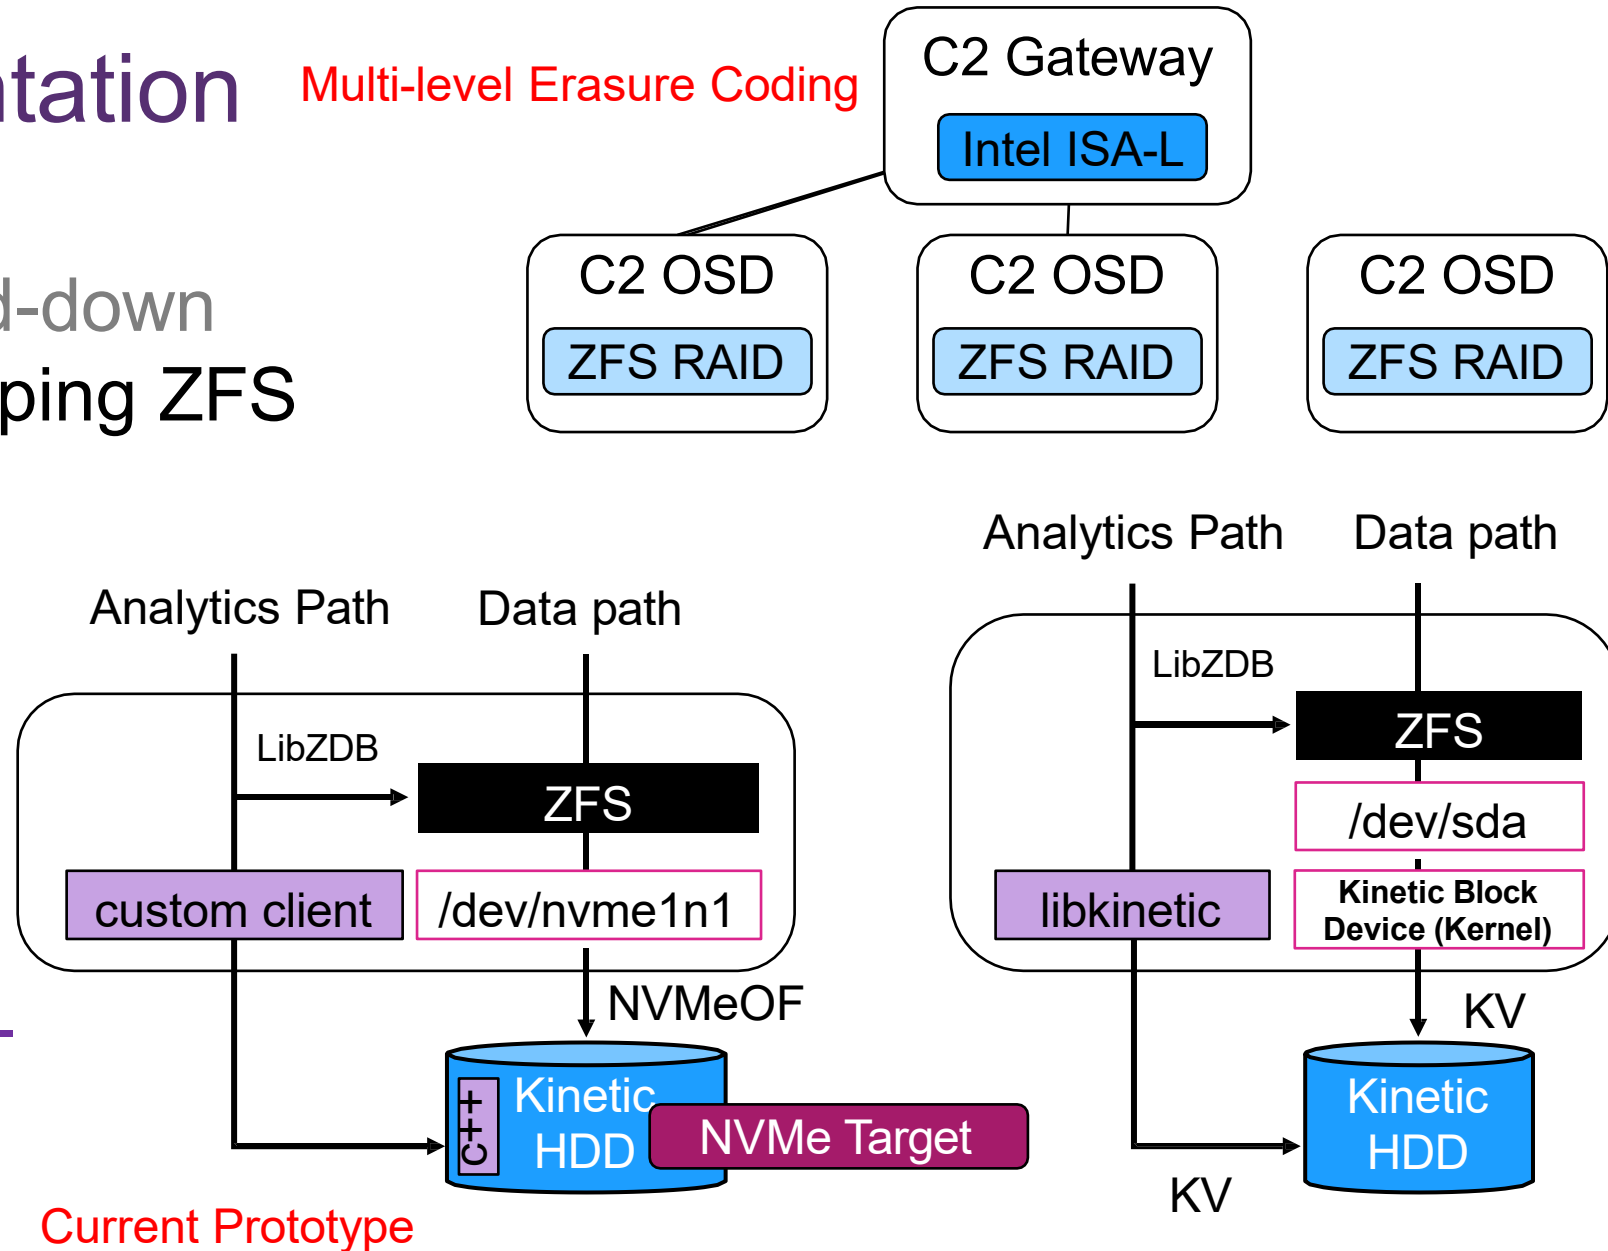 ntation
Multi-level Erasure Coding
C2 Gateway
Intel ISA-L
d-down
ping ZFS
C2 OSD
ZFS RAID
C2 OSD
ZFS RAID
C2 OSD
ZFS RAID
Analytics Path
Data path
LibZDB
ZFS
custom client
/dev/nvme1n1
NVMeOF
C++
Kinetic
HDD
NVMe Target
Current Prototype
Analytics Path
Data path
LibZDB
ZFS
/dev/sda
libkinetic
Kinetic Block
Device (Kernel)
KV
Kinetic
HDD
KV